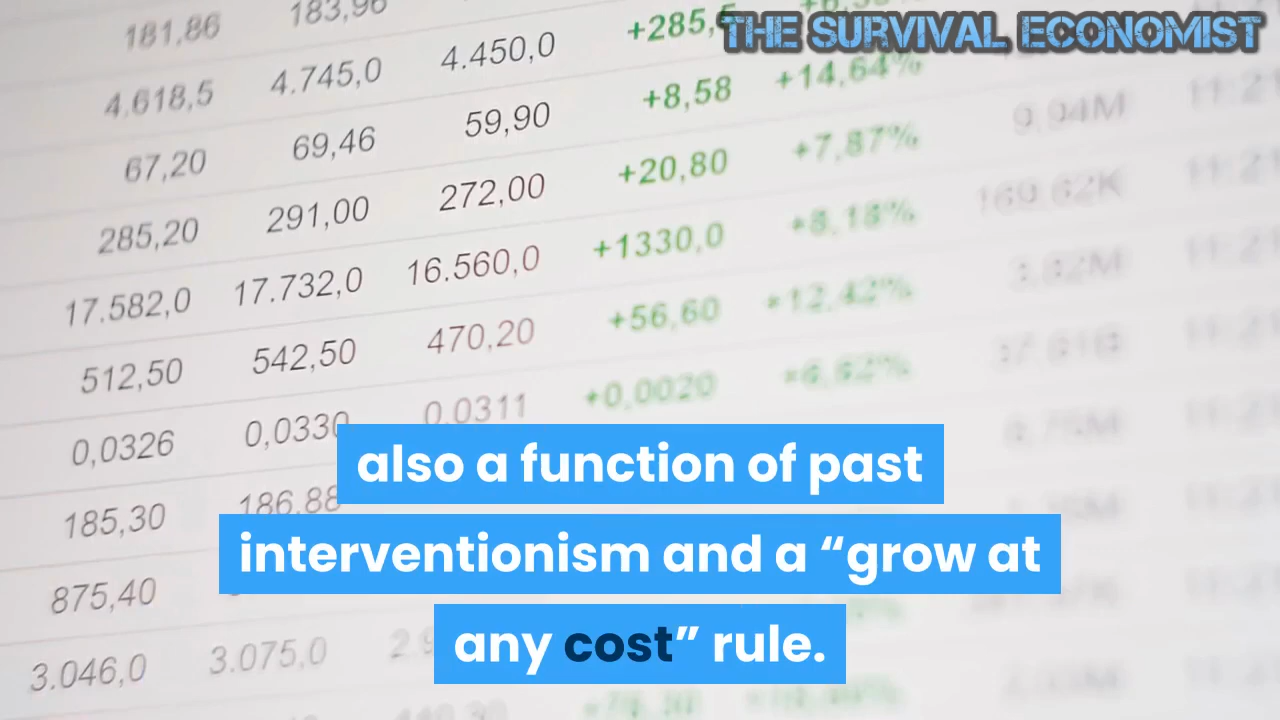 181,86 183,96
THE SURVIVAL ECONOMIST
4.618,5 4.745,0 4.450,0 +285,5
67,20 69,46 59,90 +8,58 +14,64%
285,20 291,00 272,00 +20,80 +7,87%
17.582,0 17.732,0 16.560,0 +1330,0 +8,18%
512,50 542,50 470,20 +56,60 +12,42%
0,0326 0,0330 0,0311 +0,0020 +6,62%
185,30 186,88
875,40
3.046,0 3.075,0
also a function of past
interventionism and a “grow at
any cost” rule.